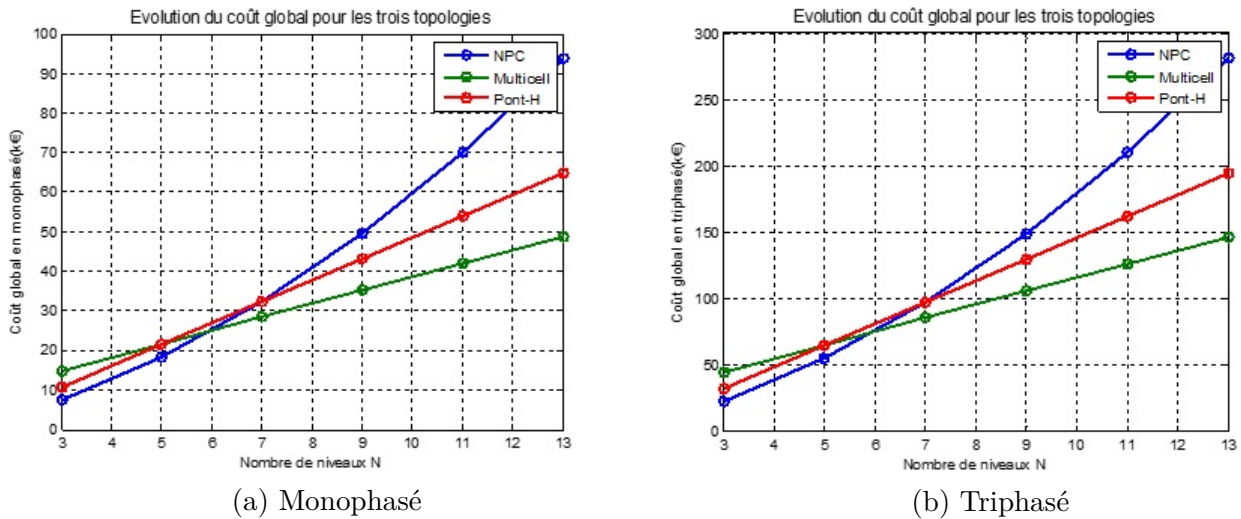 Evolution du coût global pour les trois topologies
100
90
80
70
60
50
40
30
20
10
0
Coût global en monophasé(k€)
NPC
Multicell
Pont-H
3 4 5 6 7 8 9 10 11 12 13
Nombre de niveaux N
(a) Monophasé
Evolution du coût global pour les trois topologies
300
250
200
150
100
50
0
Coût global en triphasé(k€)
NPC
Multicell
Pont-H
3 4 5 6 7 8 9 10 11 12 13
Nombre de niveaux N
(b) Triphasé